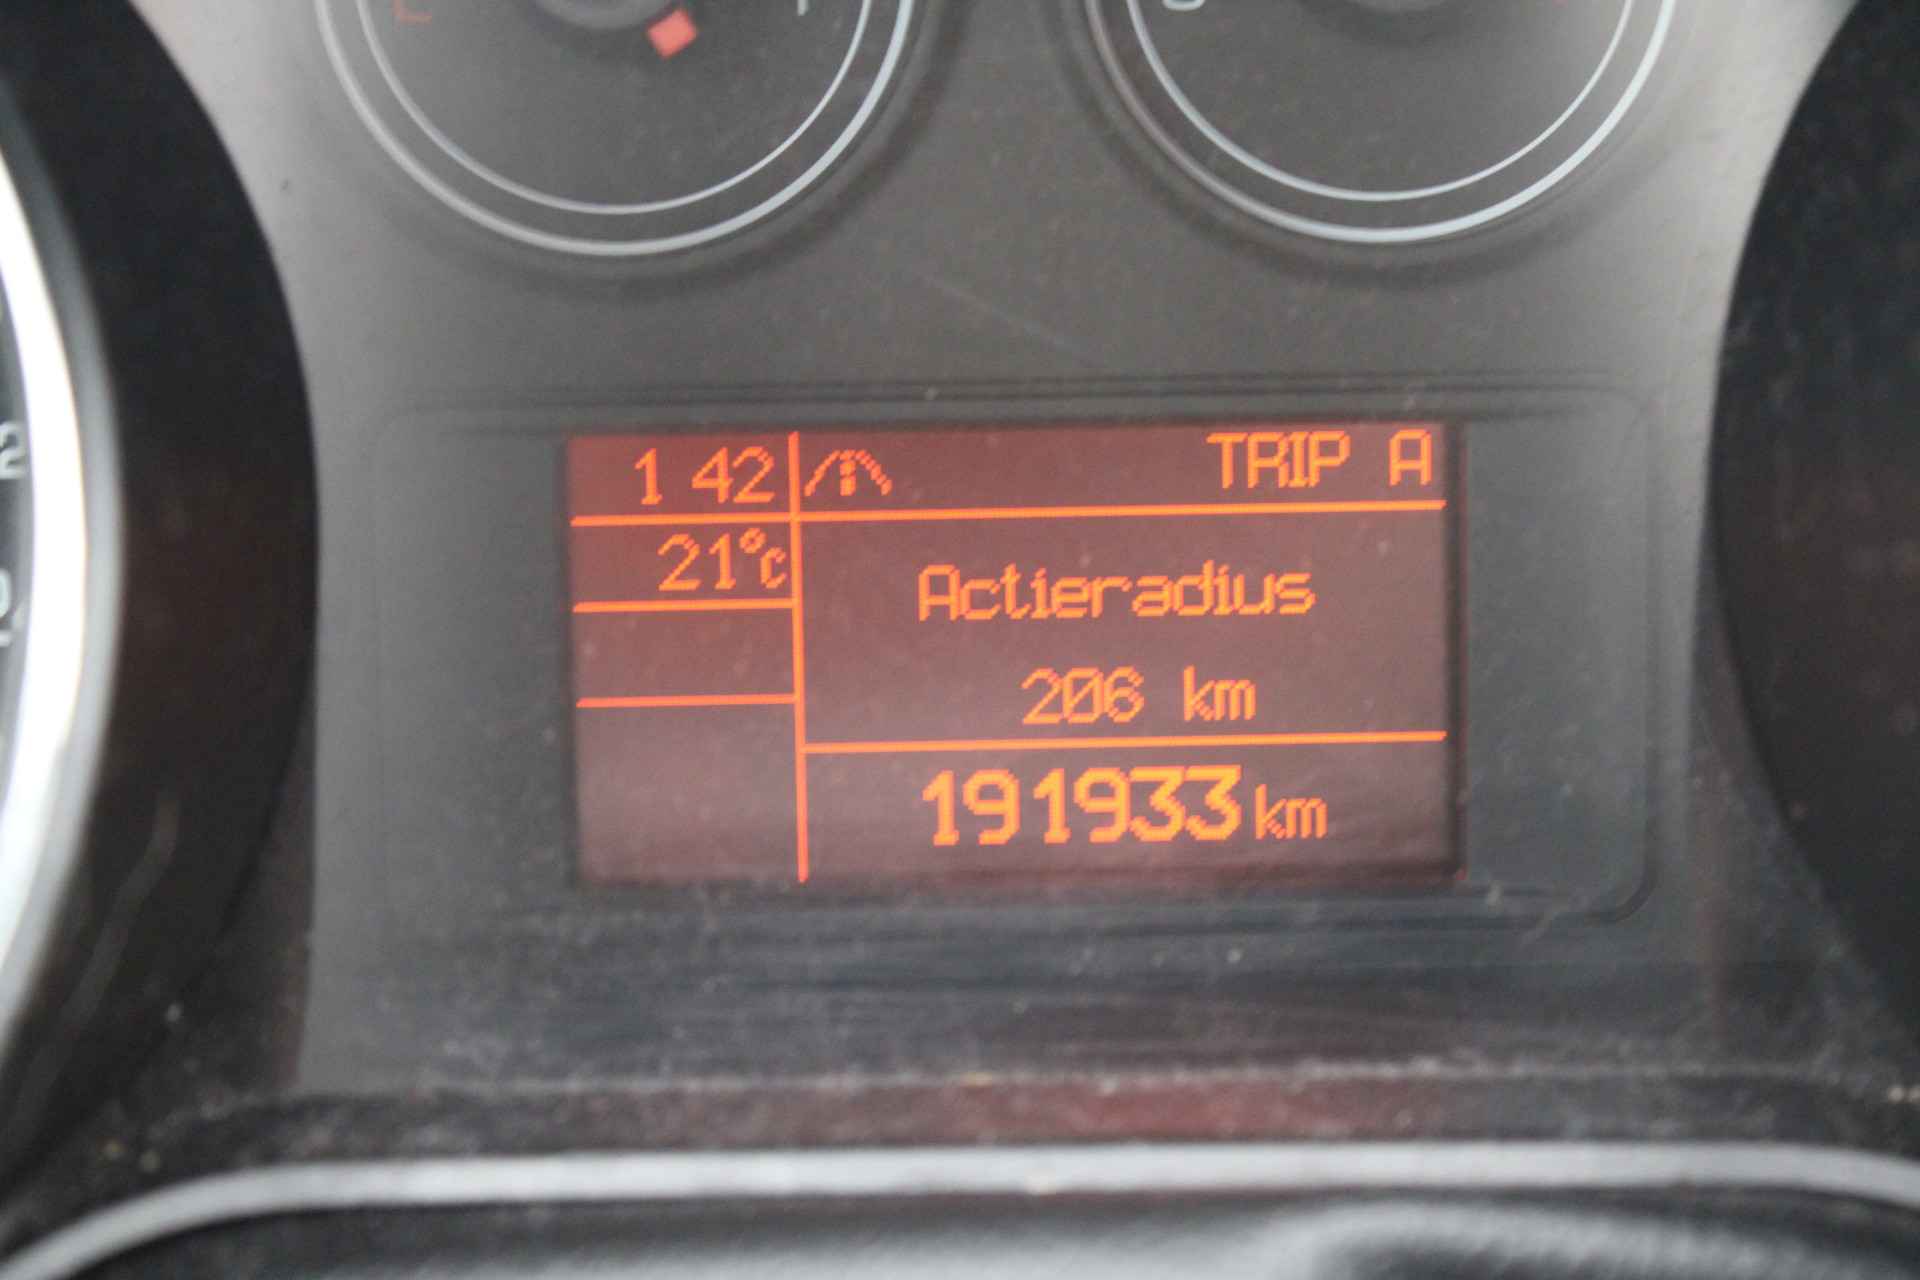 1 42
TRIP A
21°C
Actieradius
206 km
191933 km